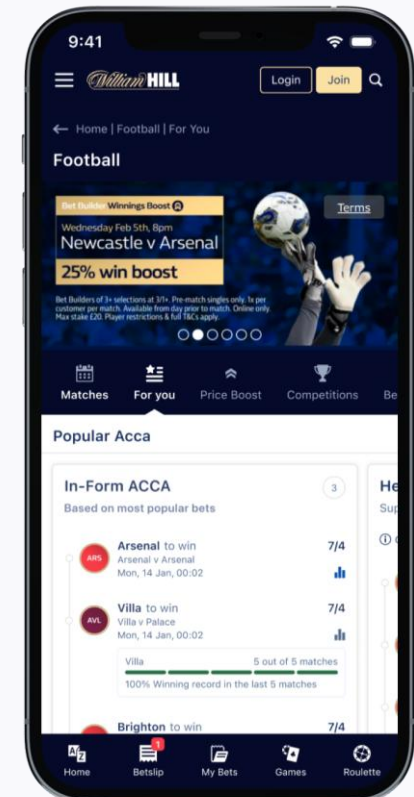 9:41
William HILL
Login
Join
Home | Football | For You
Football
Bet Builder Winnings Boost
Terms
Wednesday Feb 5th, 8pm
Newcastle v Arsenal
25% win boost
Bet Builders of 3+ selections at 3/1+. Pre-match singles only. 1x per
customer per match. Available from day prior to match. Online only.
Max stake £20. Player restrictions & full T&Cs apply.
Matches
For you
Price Boost
Competitions
Be
Popular Acca
In-Form ACCA
3
Based on most popular bets
ARS
Arsenal to win
7/4
Arsenal v Arsenal
Mon, 14 Jan, 00:02
AVL
Villa to win
7/4
Villa v Palace
Mon, 14 Jan, 00:02
Villa
5 out of 5 matches
100% Winning record in the last 5 matches
Brighton to win
7/4
He
Sup
AZ
1
Home
Betslip
My Bets
Games
Roulette